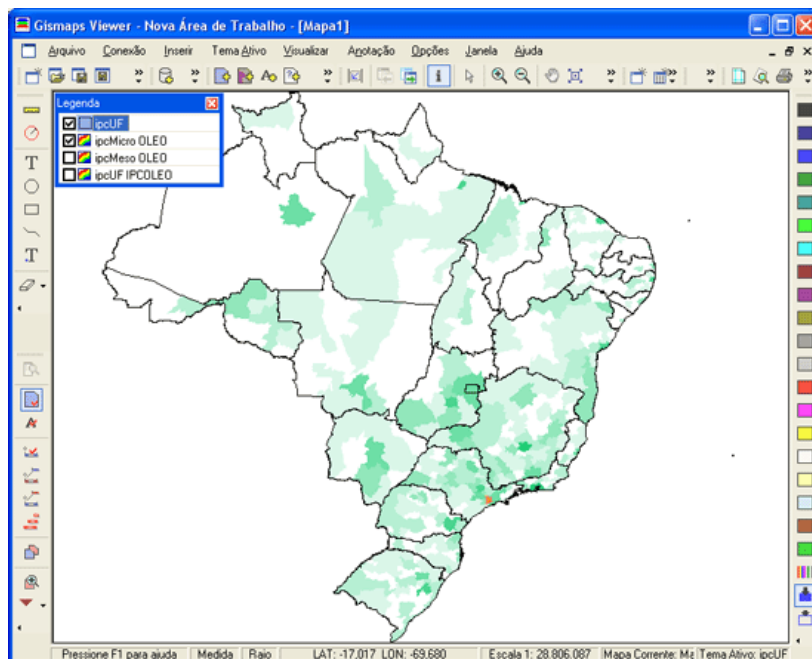 Gismaps Viewer - Nova Área de Trabalho - [Mapa1]
Arquivo Conexão Inserir Tema Ativo Visualizar Anotação Opções Janela Ajuda
Legenda
ipcUF
ipcMicro OLEO
ipcMeso OLEO
ipcUF IPCOLEO
Pressione F1 para ajuda Medida Raio LAT: -17.017 LON: -69.680 Escala 1: 28.806.087 Mapa Corrente: Ma Tema Ativo: ipcUF